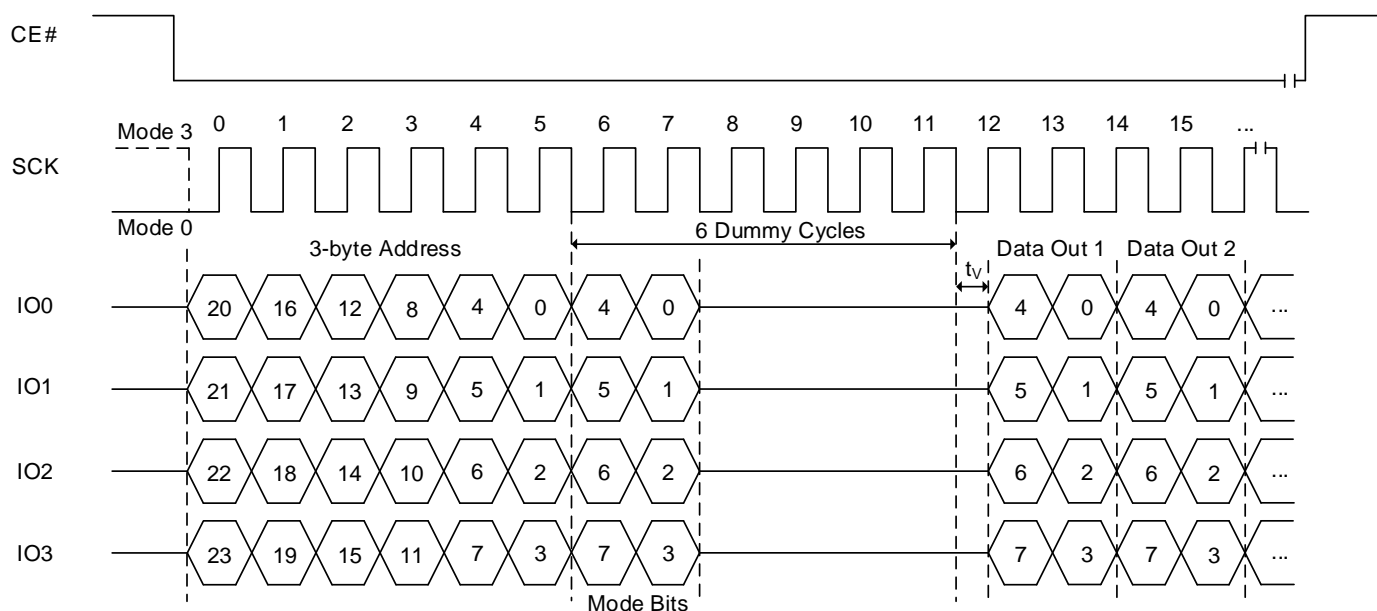 CE#
0 1 2 3 4 5 6 7 8 9 10 11 12 13 14 15 ...
Mode 3
SCK
Mode 0
6 Dummy Cycles
3-byte Address
Data Out 1 Data Out 2
tV
IO0 20 16 12 8 4 0 4 0 4 0 4 0 ...
IO1 21 17 13 9 5 1 5 1 5 1 5 1 ...
IO2 22 18 14 10 6 2 6 2 6 2 6 2 ...
IO3 23 19 15 11 7 3 7 3 7 3 7 3 ...
Mode Bits